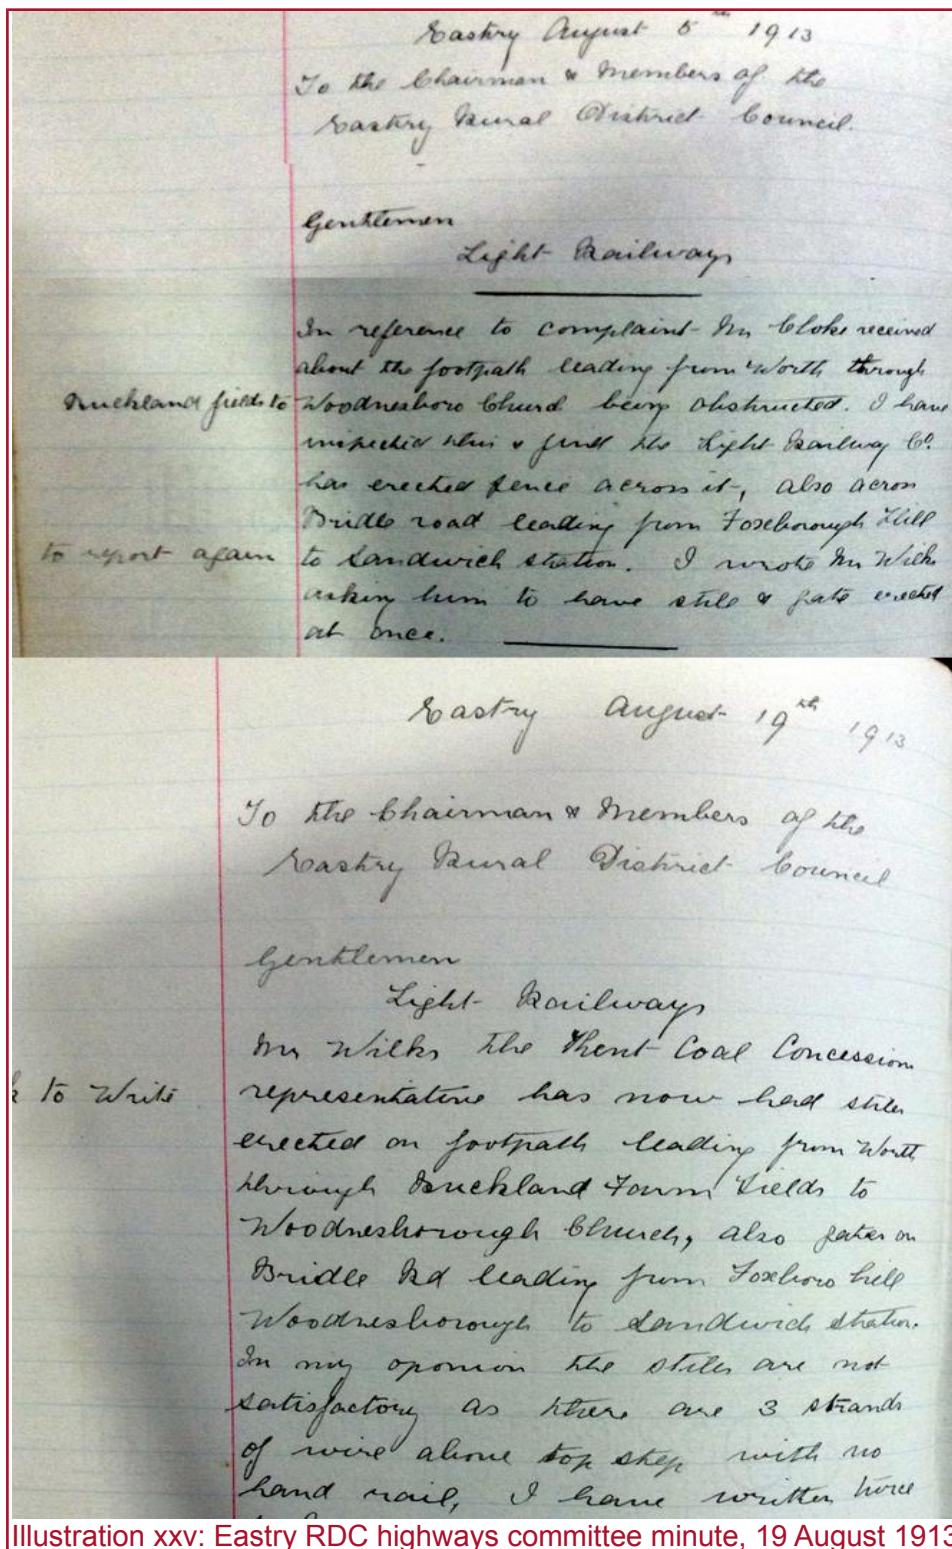 Eastry August 5th 1913
To the Chairman & Members of the
Eastry Rural District Council.
Gentlemen
Light Railways
In reference to complaint Mr Cloke received
about the footpath leading from Worth through
Buckland fields to Woodnesboro Church being obstructed. I have
inspected this & find the Light Railway Co.
has erected fence across it, also across
Bridle road leading from Foxborough Hill
to report again to Sandwich station. I wrote Mr Wilks
asking him to have stile & gate erected
at once.
Eastry August 19th 1913
To the Chairman & Members of the
Eastry Rural District Council
Gentlemen
Light Railways
Mr Wilks the Kent Coal Concession
k to Write representative has now had stiles
erected on footpath leading from Worth
through Buckland Farm Fields to
Woodnesborough Church, also gates on
Bridle Rd leading from Foxboro hill
Woodnesborough to Sandwich station.
In my oponion the stiles are not
satisfactory as there are 3 strands
of wire above top step with no
hand rail, I have written twice
Illustration xxv: Eastry RDC highways committee minute, 19 August 1913